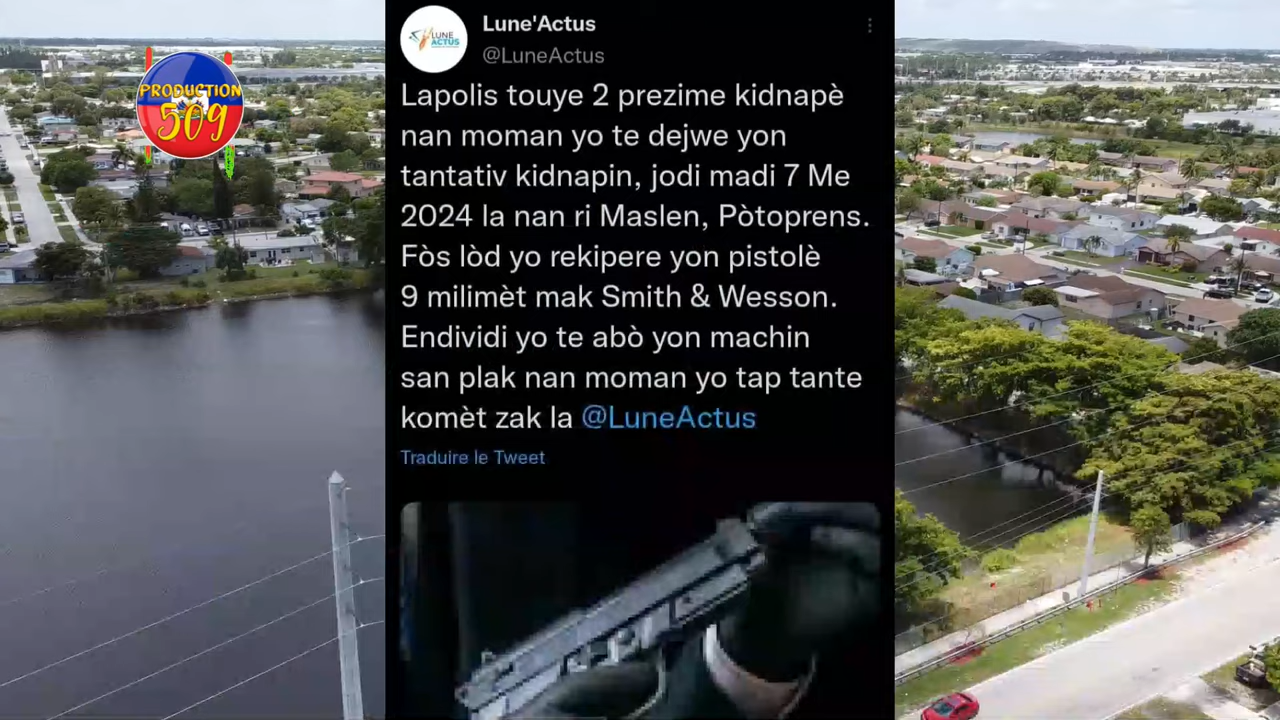 PRODUCTION
509
LUNE
ACTUS
Lune'Actus
@LuneActus
Lapolis touye 2 prezime kidnapè
nan moman yo te dejwe yon
tantativ kidnapin, jodi madi 7 Me
2024 la nan ri Maslen, Pòtoprens.
Fòs lòd yo rekipere yon pistolè
9 milimèt mak Smith & Wesson.
Endividi yo te abò yon machin
san plak nan moman yo tap tante
komèt zak la @LuneActus
Traduire le Tweet